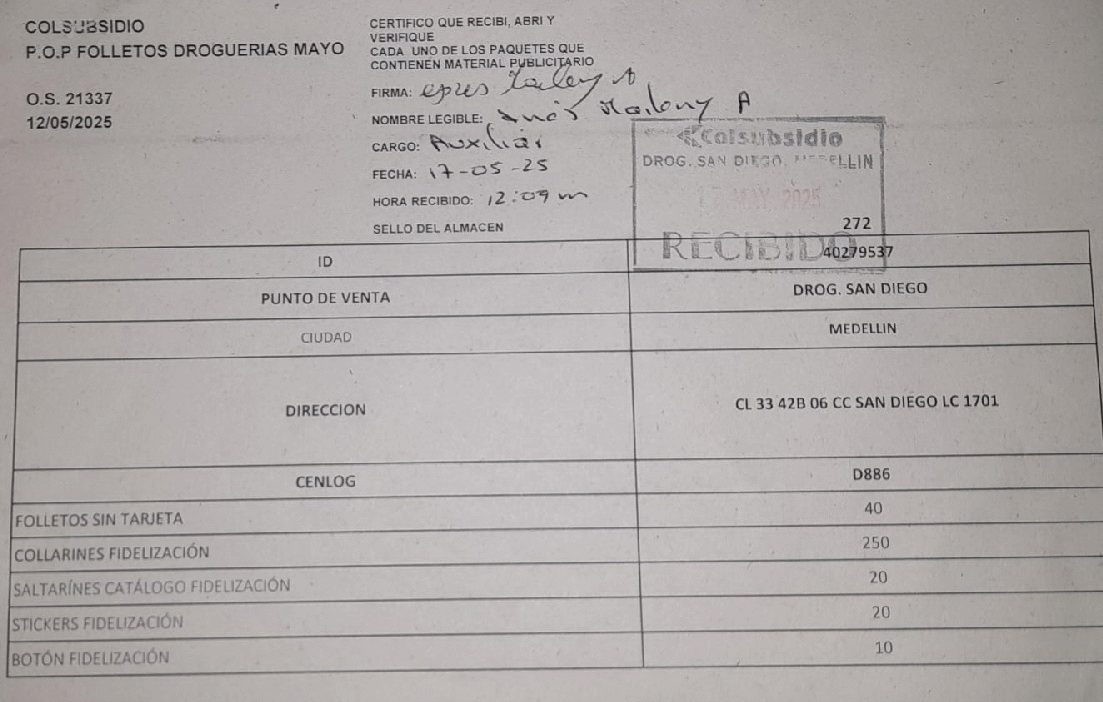 COLSUBSIDIO
P.O.P FOLLETOS DROGUERIAS MAYO
O.S. 21337
12/05/2025
CERTIFICO QUE RECIBI, ABRI Y
VERIFIQUE
CADA UNO DE LOS PAQUETES QUE
CONTIENEN MATERIAL PUBLICITARIO
FIRMA:
NOMBRE LEGIBLE: A
CARGO: Auxiliar
FECHA: 17-05-25
HORA RECIBIDO: 12:09 m
SELLO DEL ALMACEN
Colsubsidio
DROG. SAN DIEGO, MEDELLIN
17 MAY 2025
RECIBIDO
272
ID 40279537
PUNTO DE VENTA DROG. SAN DIEGO
CIUDAD MEDELLIN
DIRECCION CL 33 42B 06 CC SAN DIEGO LC 1701
CENLOG D886
FOLLETOS SIN TARJETA 40
COLLARINES FIDELIZACIÓN 250
SALTARÍNES CATÁLOGO FIDELIZACIÓN 20
STICKERS FIDELIZACIÓN 20
BOTÓN FIDELIZACIÓN 10